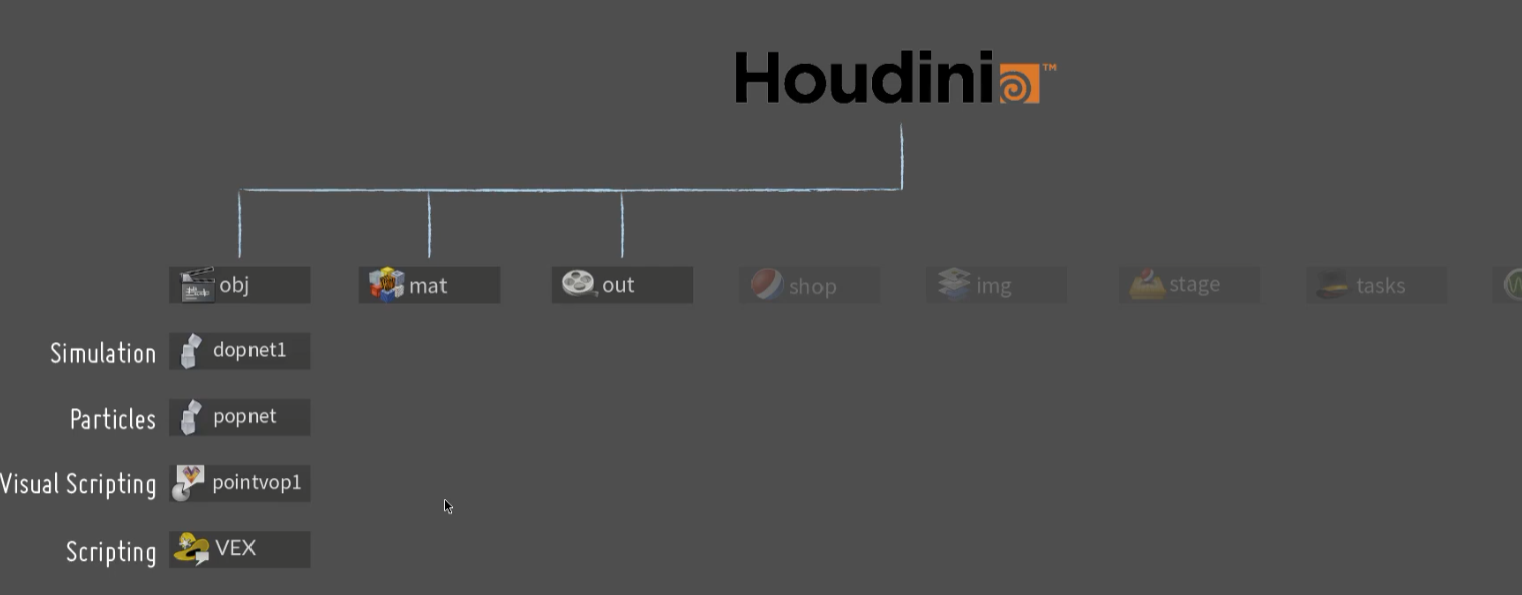 Houdini™
obj
mat
out
shop
img
stage
tasks
Simulation
dopnet1
Particles
popnet
Visual Scripting
pointvop1
Scripting
VEX